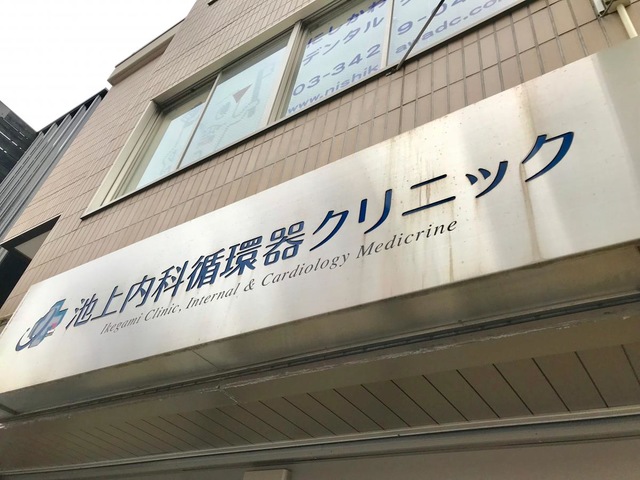 にしかわ
デンタル
03-342
www.nishik
池上内科循環器クリニック
Ikegami Clinic, Internal & Cardiology Medicrine